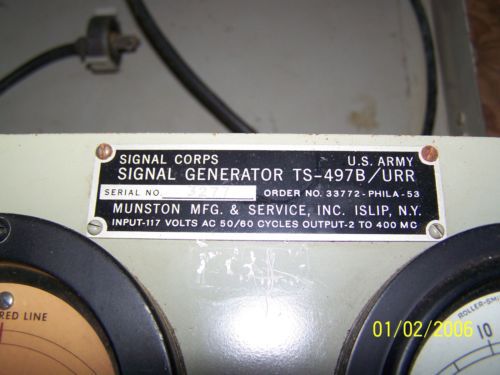 SIGNAL CORPS U.S. ARMY
SIGNAL GENERATOR TS-497B/URR
SERIAL NO 3277 ORDER NO. 33772-PHILA-53
MUNSTON MFG. & SERVICE, INC. ISLIP, N.Y.
INPUT-117 VOLTS AC 50/60 CYCLES OUTPUT-2 TO 400 MC
RED LINE
10
01/02/2006